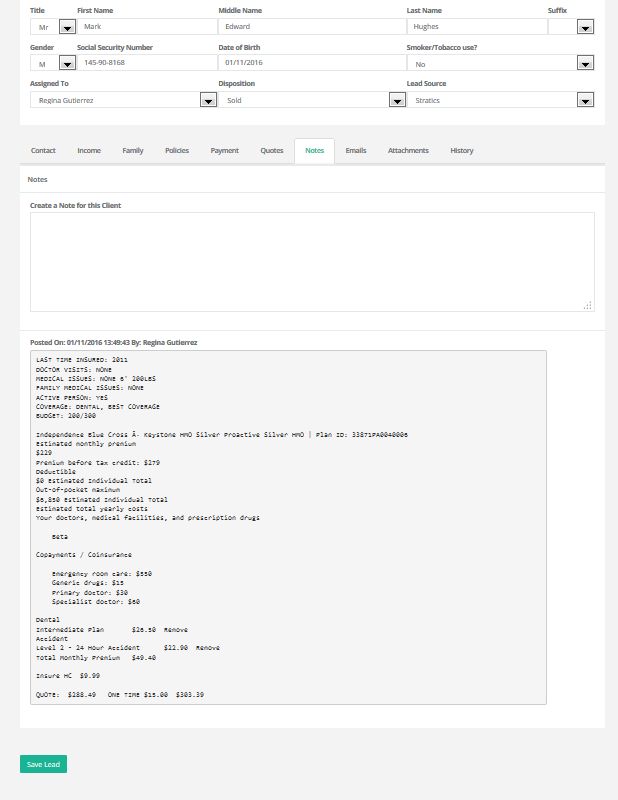 Title First Name Middle Name Last Name Suffix
Mr Mark Edward Hughes
Gender Social Security Number Date of Birth Smoker/Tobacco use?
M 145-90-8168 01/11/2016 No
Assigned To Disposition Lead Source
Regina Gutierrez Sold Stratics
Contact Income Family Policies Payment Quotes Notes Emails Attachments History
Notes
Create a Note for this Client
Posted On: 01/11/2016 13:49:43 By: Regina Gutierrez
LAST TIME INSURED: 2011
DOCTOR VISITS: NONE
MEDICAL ISSUES: NONE 6' 200LBS
FAMILY MEDICAL ISSUES: NONE
ACTIVE PERSON: YES
COVERAGE: DENTAL, BEST COVERAGE
BUDGET: 200/300
Independence Blue Cross Â· Keystone HMO Silver Proactive Silver HMO | Plan ID: 33871PA0040006
Estimated monthly premium
$229
Premium before tax credit: $279
Deductible
$0 Estimated Individual Total
Out-of-pocket maximum
$6,850 Estimated Individual Total
Estimated total yearly costs
Your doctors, medical facilities, and prescription drugs
Beta
Copayments / Coinsurance
Emergency room care: $550
Generic drugs: $15
Primary doctor: $30
Specialist doctor: $60
Dental
Intermediate Plan $26.50 Remove
Accident
Level 2 - 24 Hour Accident $22.90 Remove
Total Monthly Premium $49.40
Insure HC $9.99
QUOTE: $288.49 ONE TIME $15.00 $303.39
Save Lead